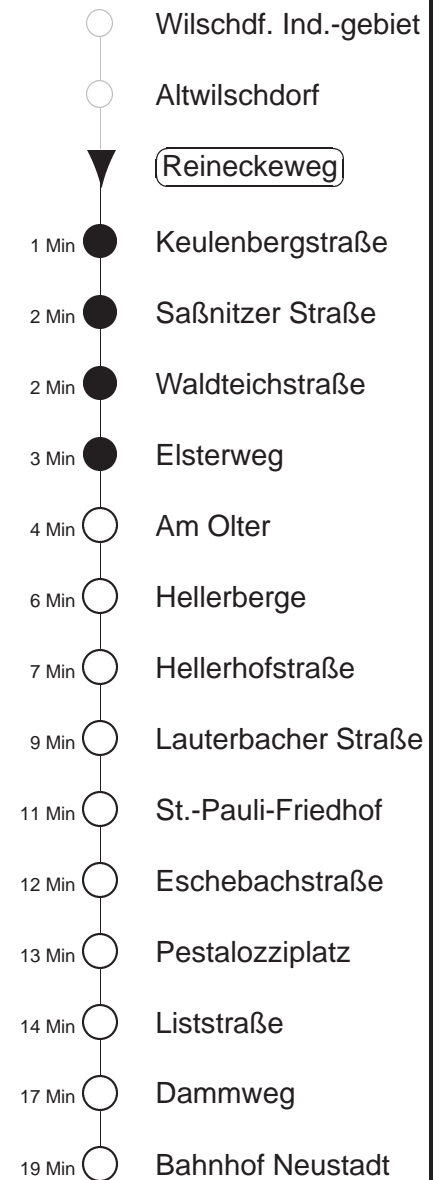 Wilschdf. Ind.-gebiet
Altwilschdorf
Reineckeweg
1 Min Keulenbergstraße
2 Min Saßnitzer Straße
2 Min Waldteichstraße
3 Min Elsterweg
4 Min Am Olter
6 Min Hellerberge
7 Min Hellerhofstraße
9 Min Lauterbacher Straße
11 Min St.-Pauli-Friedhof
12 Min Eschebachstraße
13 Min Pestalozziplatz
14 Min Liststraße
17 Min Dammweg
19 Min Bahnhof Neustadt